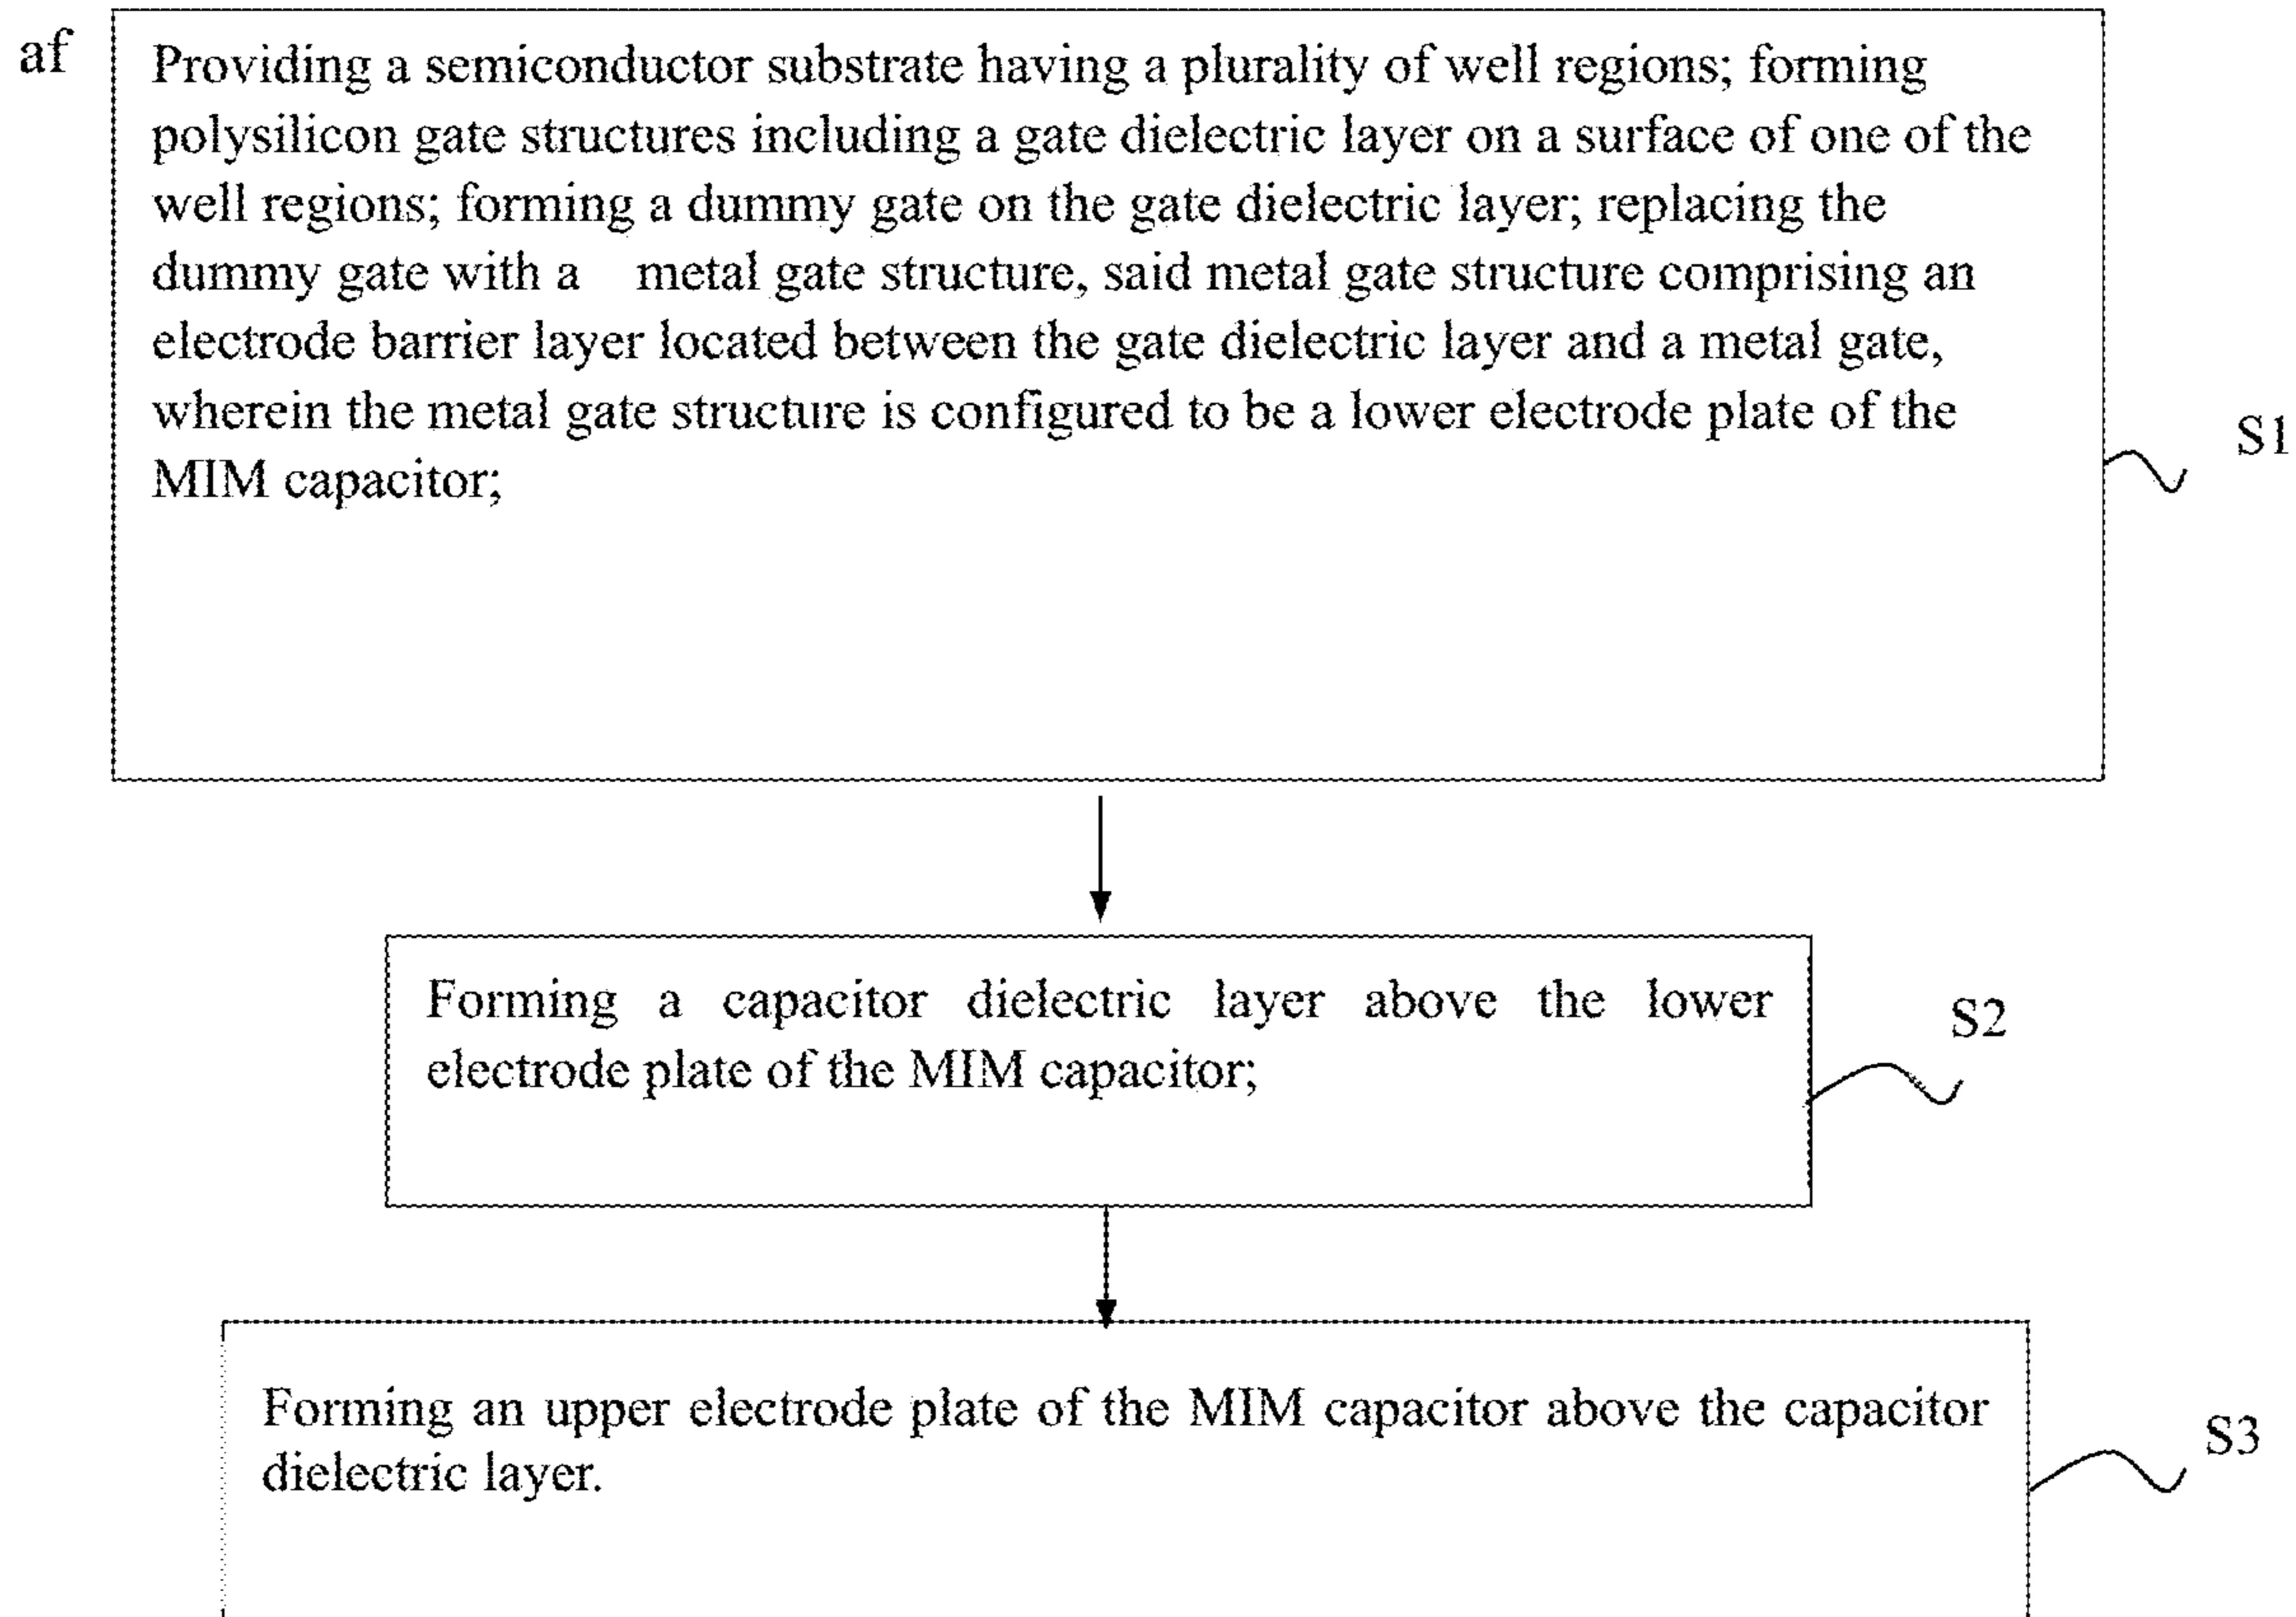 af
Providing a semiconductor substrate having a plurality of well regions; forming
polysilicon gate structures including a gate dielectric layer on a surface of one of the
well regions; forming a dummy gate on the gate dielectric layer; replacing the
dummy gate with a metal gate structure, said metal gate structure comprising an
electrode barrier layer located between the gate dielectric layer and a metal gate,
wherein the metal gate structure is configured to be a lower electrode plate of the
MIM capacitor;
S1
Forming a capacitor dielectric layer above the lower
electrode plate of the MIM capacitor;
S2
Forming an upper electrode plate of the MIM capacitor above the capacitor
dielectric layer.
S3